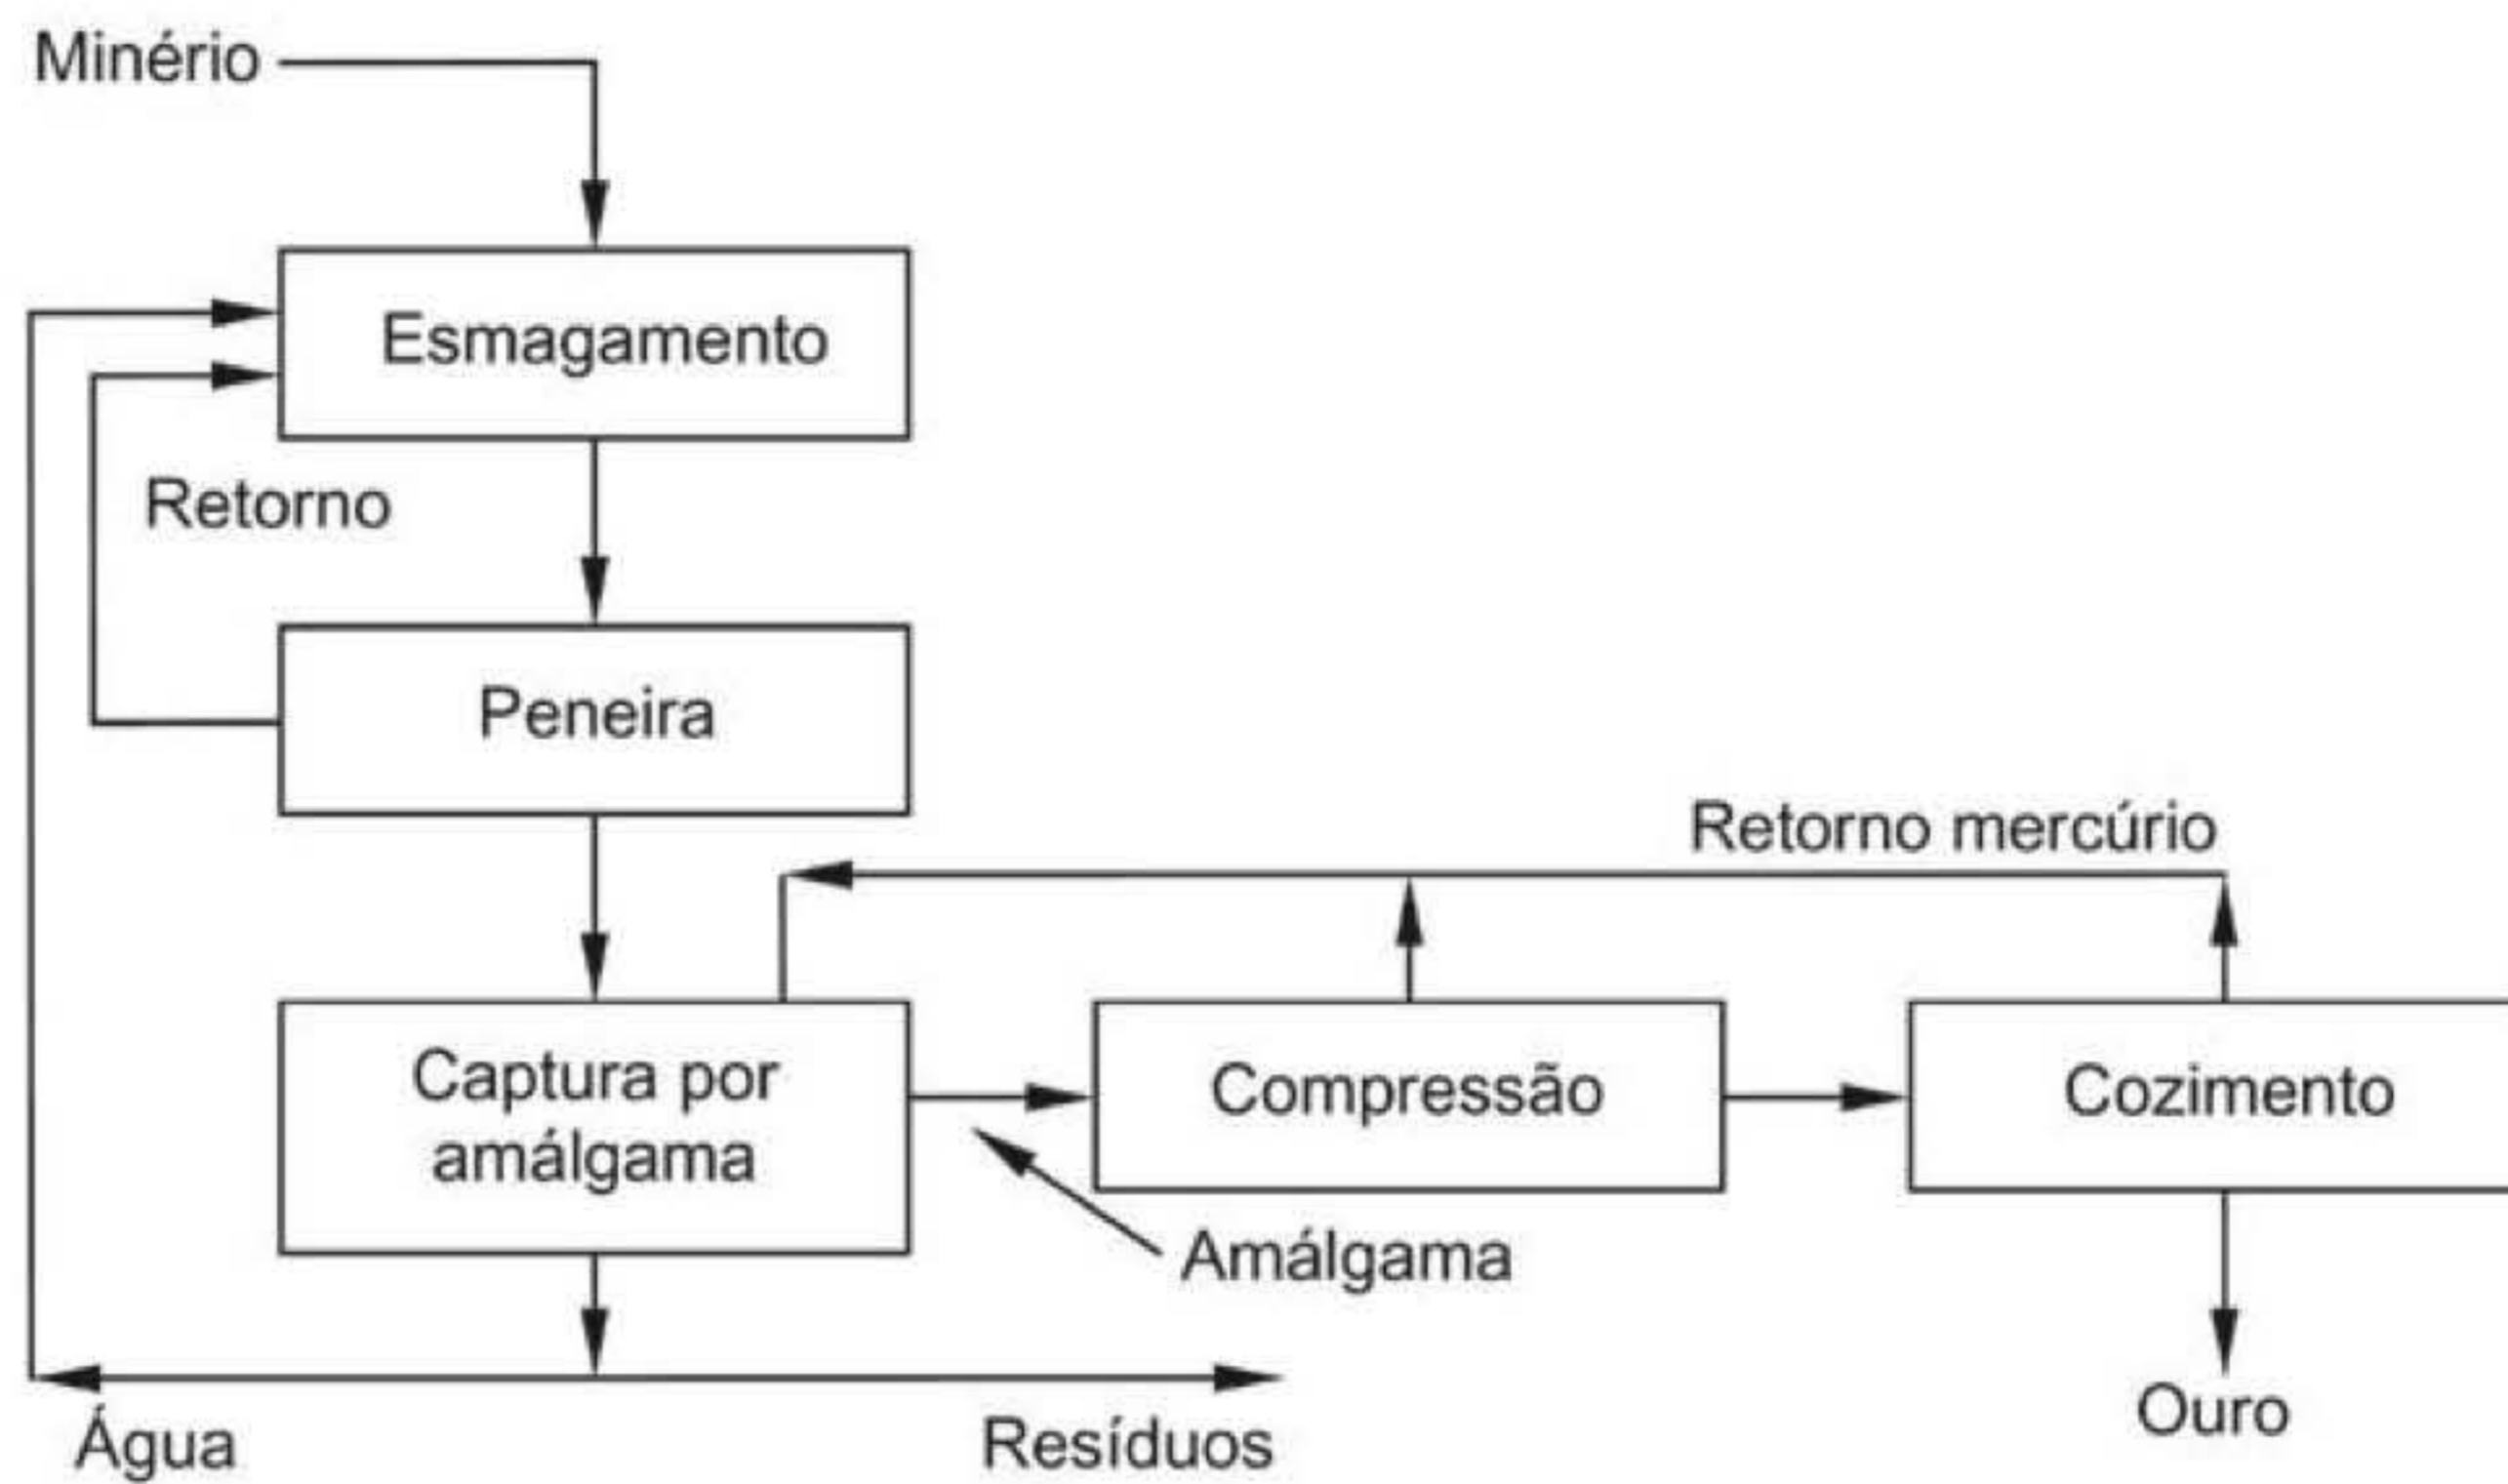 Minério
Esmagamento
Retorno
Peneira
Retorno mercúrio
Captura por
amálgama
Compressão
Cozimento
Amálgama
Água
Resíduos
Ouro